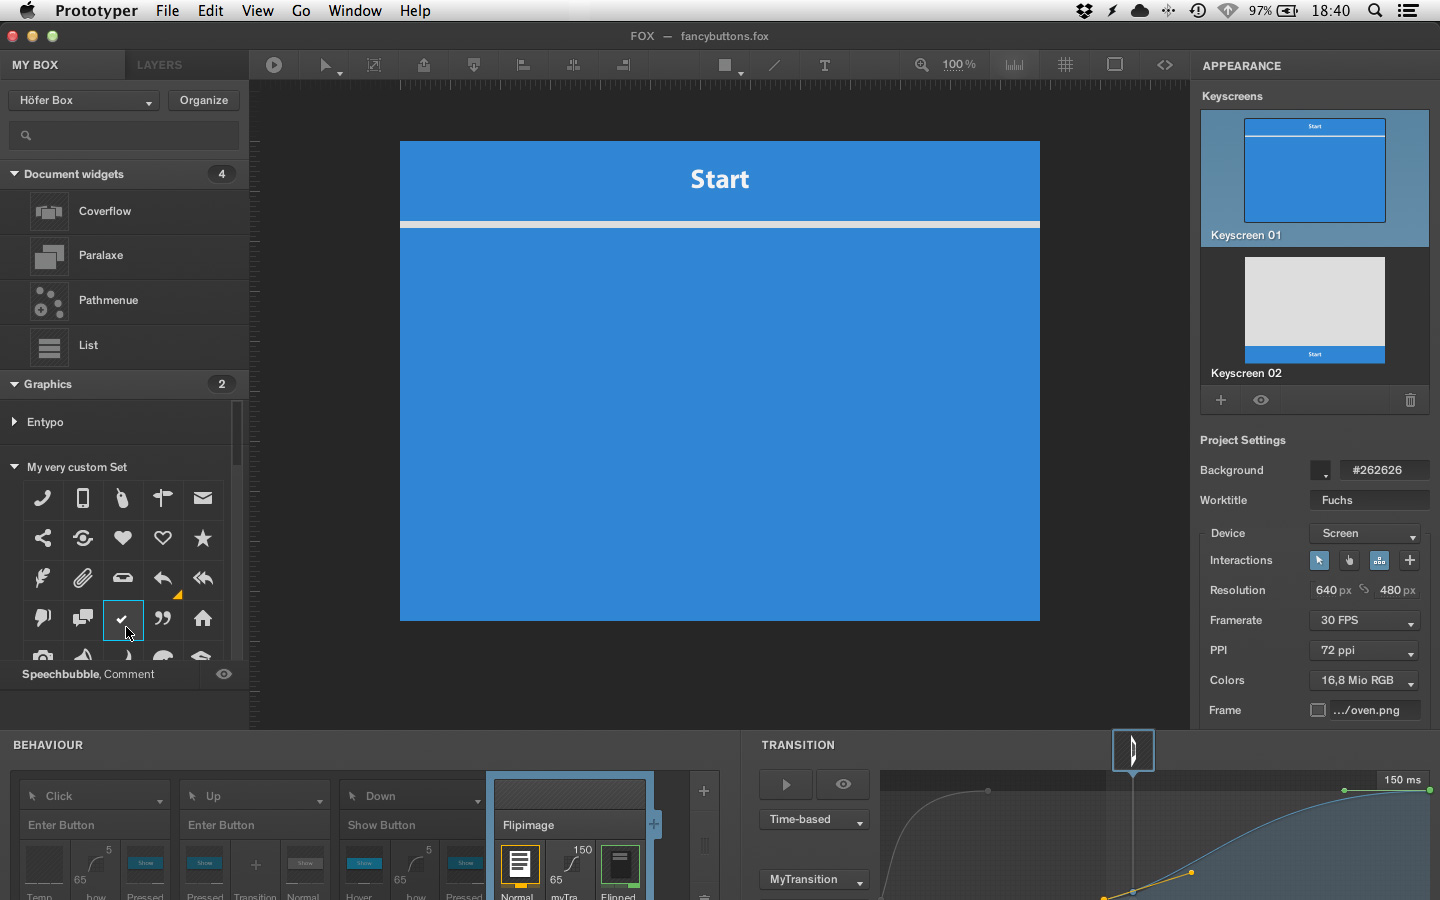 Prototyper File Edit View Go Window Help 97% 18:40
FOX — fancybuttons.fox
MY BOX LAYERS 100 % APPEARANCE
Höfer Box Organize
Keyscreens
Start
Keyscreen 01
Start
Keyscreen 02
Document widgets 4
Coverflow
Paralaxe
Pathmenue
List
Graphics 2
Entypo
My very custom Set
Speechbubble, Comment
Start
Project Settings
Background #262626
Worktitle Fuchs
Device Screen
Interactions
Resolution 640 px 480 px
Framerate 30 FPS
PPI 72 ppi
Colors 16,8 Mio RGB
Frame .../oven.png
BEHAVIOUR
Click Up Down
Enter Button Enter Button Show Button Flipimage
5 Show Show Show 5 Show 150
65 65 65
Temp how Pressed Pressed Transition Normal Hover how Pressed Normal myTra Flipped
TRANSITION
150 ms
Time-based
MyTransition